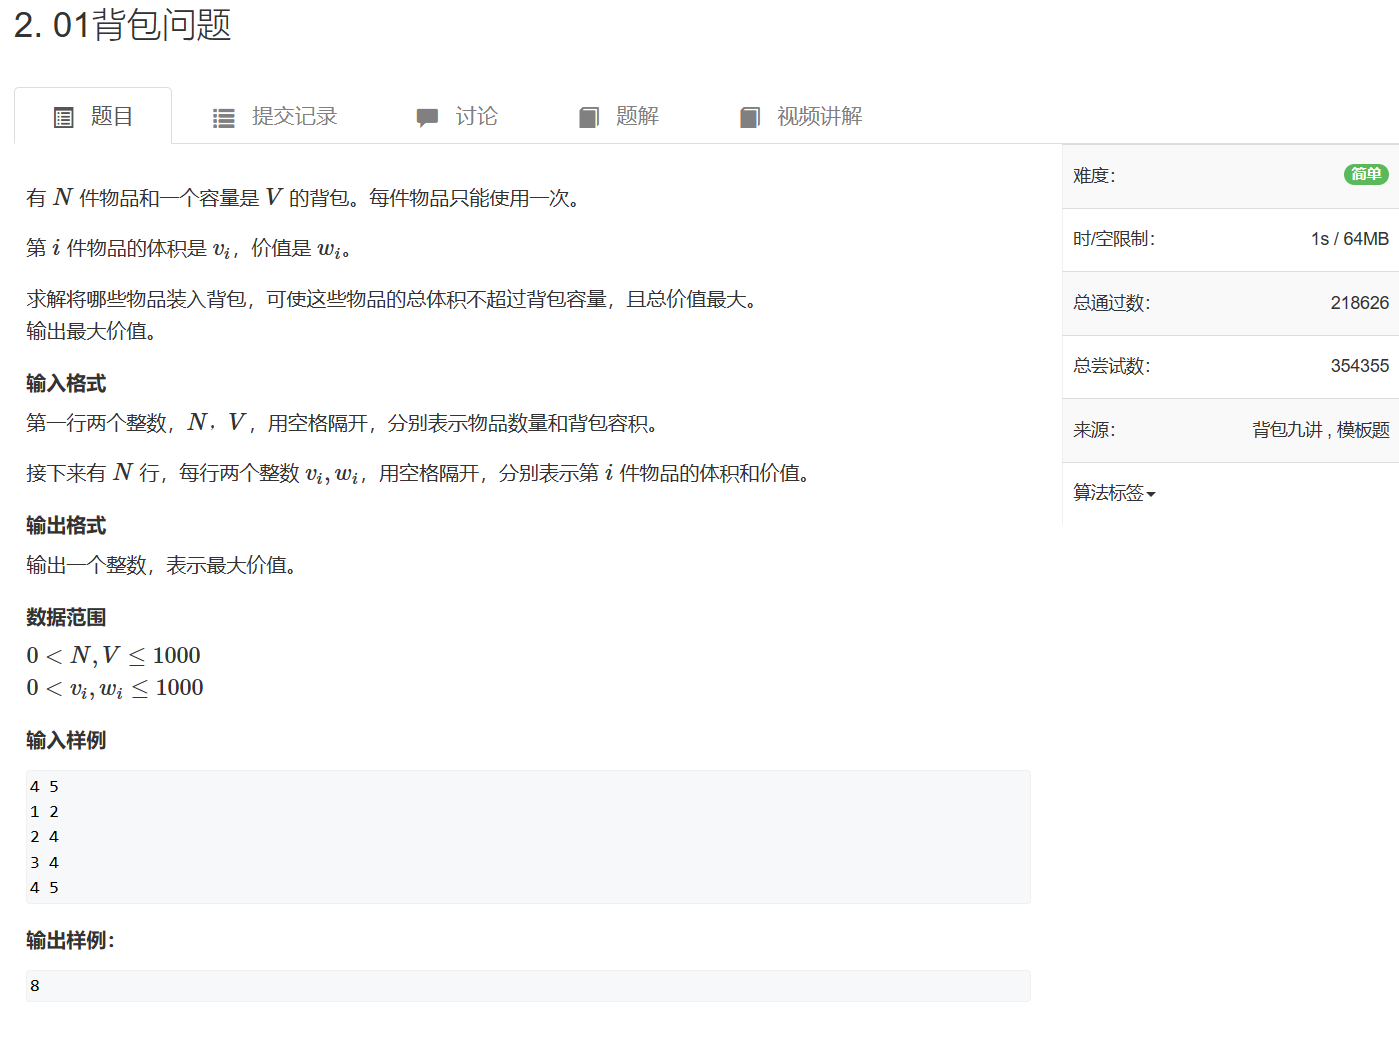 2. 01背包问题
题目
提交记录
讨论
题解
视频讲解
有 N 件物品和一个容量是 V 的背包。每件物品只能使用一次。
第 i 件物品的体积是 vi，价值是 wi。
求解将哪些物品装入背包，可使这些物品的总体积不超过背包容量，且总价值最大。
输出最大价值。
输入格式
第一行两个整数，N，V，用空格隔开，分别表示物品数量和背包容积。
接下来有 N 行，每行两个整数 vi, wi，用空格隔开，分别表示第 i 件物品的体积和价值。
输出格式
输出一个整数，表示最大价值。
数据范围
0 < N, V ≤ 1000
0 < vi, wi ≤ 1000
输入样例
4 5
1 2
2 4
3 4
4 5
输出样例：
8
难度： 简单
时/空限制： 1s / 64MB
总通过数： 218626
总尝试数： 354355
来源： 背包九讲 , 模板题
算法标签